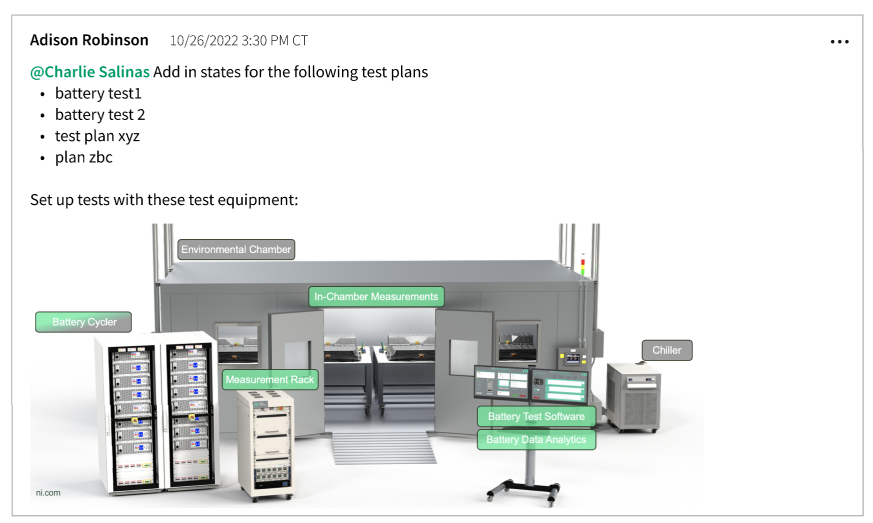 Adison Robinson 10/26/2022 3:30 PM CT
@Charlie Salinas Add in states for the following test plans
• battery test1
• battery test 2
• test plan xyz
• plan zbc
Set up tests with these test equipment:
Environmental Chamber
In-Chamber Measurements
Battery Cycler
Chiller
Measurement Rack
Battery Test Software
Battery Data Analytics
ni.com